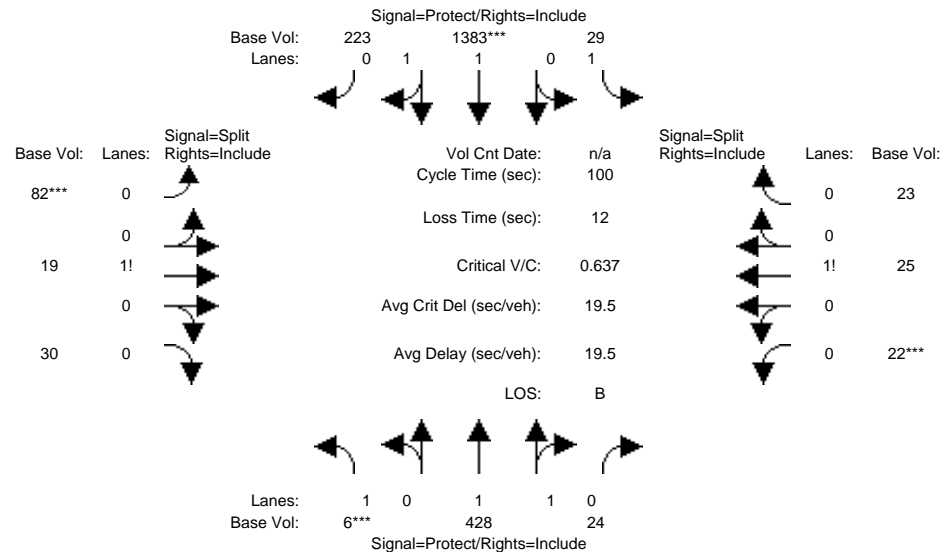 Signal=Protect/Rights=Include
Base Vol: 223 1383*** 29
Lanes: 0 1 1 0 1
Signal=Split Signal=Split
Base Vol: Lanes: Rights=Include Vol Cnt Date: n/a Rights=Include Lanes: Base Vol:
Cycle Time (sec): 100
82*** 0 0 23
Loss Time (sec): 12
0 0
19 1! Critical V/C: 0.637 1! 25
0 Avg Crit Del (sec/veh): 19.5 0
30 0 Avg Delay (sec/veh): 19.5 0 22***
LOS: B
Lanes: 1 0 1 1 0
Base Vol: 6*** 428 24
Signal=Protect/Rights=Include